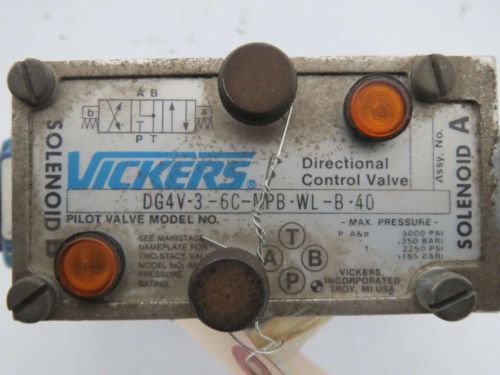 A B
b
a
T
P T
SOLENOID B
VICKERS®
Directional
Control Valve
Assy. No.
SOLENOID A
DG4V-3-6C-MPB-WL-B-40
PILOT VALVE MODEL NO.
- MAX. PRESSURE -
P, A&B 5000 PSI
(350 BAR)
T 2250 PSI
(155 BAR)
SEE MAINSTAGE
NAMEPLATE FOR
TWO-STAGE VALVE
MODEL NO. AND
PRESSURE
RATING.
T
A B
P
VICKERS,
INCORPORATED
TROY, MI USA